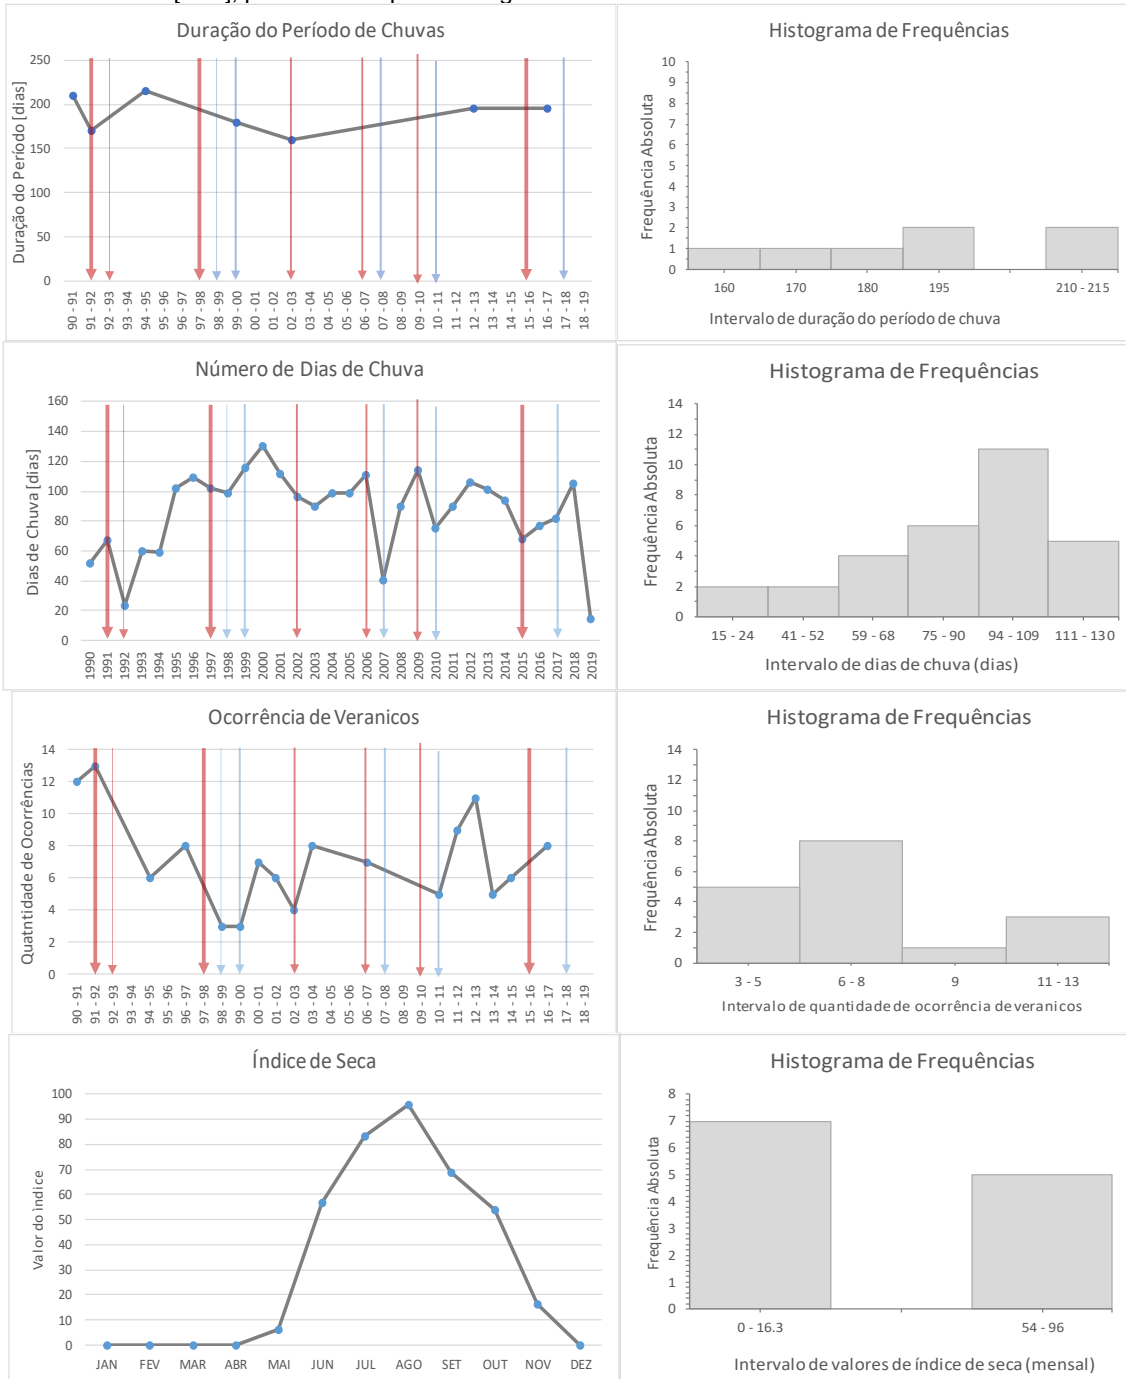 Duração do Período de Chuvas
Duração do Período [dias]
250
200
150
100
50
0
90 - 91
91 - 92
92 - 93
93 - 94
94 - 95
95 - 96
96 - 97
97 - 98
98 - 99
99 - 00
00 - 01
01 - 02
02 - 03
03 - 04
04 - 05
05 - 06
06 - 07
07 - 08
08 - 09
09 - 10
10 - 11
11 - 12
12 - 13
13 - 14
14 - 15
15 - 16
16 - 17
17 - 18
18 - 19
Histograma de Frequências
Frequência Absoluta
10
9
8
7
6
5
4
3
2
1
0
160 170 180 195 210 - 215
Intervalo de duração do período de chuva
Número de Dias de Chuva
Dias de Chuva [dias]
160
140
120
100
80
60
40
20
0
1990
1991
1992
1993
1994
1995
1996
1997
1998
1999
2000
2001
2002
2003
2004
2005
2006
2007
2008
2009
2010
2011
2012
2013
2014
2015
2016
2017
2018
2019
Histograma de Frequências
Frequência Absoluta
14
12
10
8
6
4
2
0
15 - 24 41 - 52 59 - 68 75 - 90 94 - 109 111 - 130
Intervalo de dias de chuva (dias)
Ocorrência de Veranicos
Quatntidade de Ocorrências
14
12
10
8
6
4
2
0
90 - 91
91 - 92
92 - 93
93 - 94
94 - 95
95 - 96
96 - 97
97 - 98
98 - 99
99 - 00
00 - 01
01 - 02
02 - 03
03 - 04
04 - 05
05 - 06
06 - 07
07 - 08
08 - 09
09 - 10
10 - 11
11 - 12
12 - 13
13 - 14
14 - 15
15 - 16
16 - 17
17 - 18
18 - 19
Histograma de Frequências
Frequência Absoluta
14
12
10
8
6
4
2
0
3 - 5 6 - 8 9 11 - 13
Intervalo de quantidade de ocorrência de veranicos
Índice de Seca
Valor do ìndice
100
90
80
70
60
50
40
30
20
10
0
JAN FEV MAR ABR MAI JUN JUL AGO SET OUT NOV DEZ
Histograma de Frequências
Frequência Absoluta
8
7
6
5
4
3
2
1
0
0 - 16.3 54 - 96
Intervalo de valores de índice de seca (mensal)